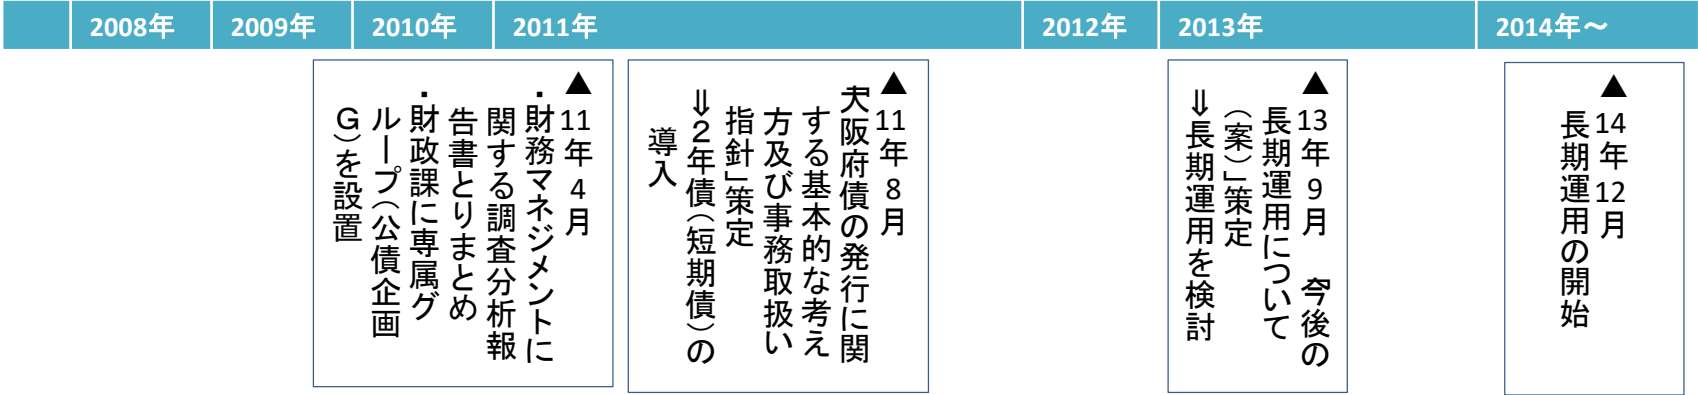 2008年
2009年
2010年
2011年
2012年
2013年
2014年～
▲11年4月
・財務マネジメントに
関する調査分析報
告書とりまとめ
・財政課に専属グ
ループ（公債企画
Ｇ）を設置
▲11年８月
「大阪府債の発行に関
する基本的な考え
方及び事務取扱い
指針」策定
⇒２年債（短期債）の
導入
▲13年９月　「今後の
長期運用について
（案）」策定
⇒長期運用を検討
▲14年12月
長期運用の開始